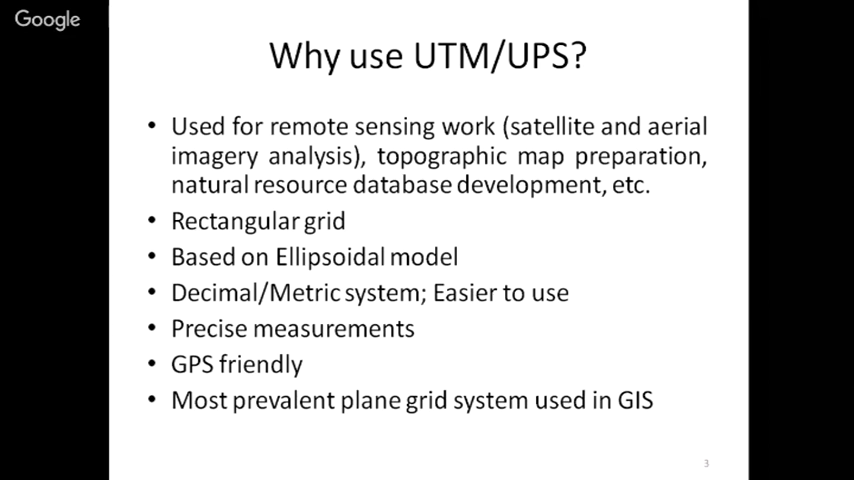 Google
Why use UTM/UPS?
• Used for remote sensing work (satellite and aerial
imagery analysis), topographic map preparation,
natural resource database development, etc.
• Rectangular grid
• Based on Ellipsoidal model
• Decimal/Metric system; Easier to use
• Precise measurements
• GPS friendly
• Most prevalent plane grid system used in GIS
3